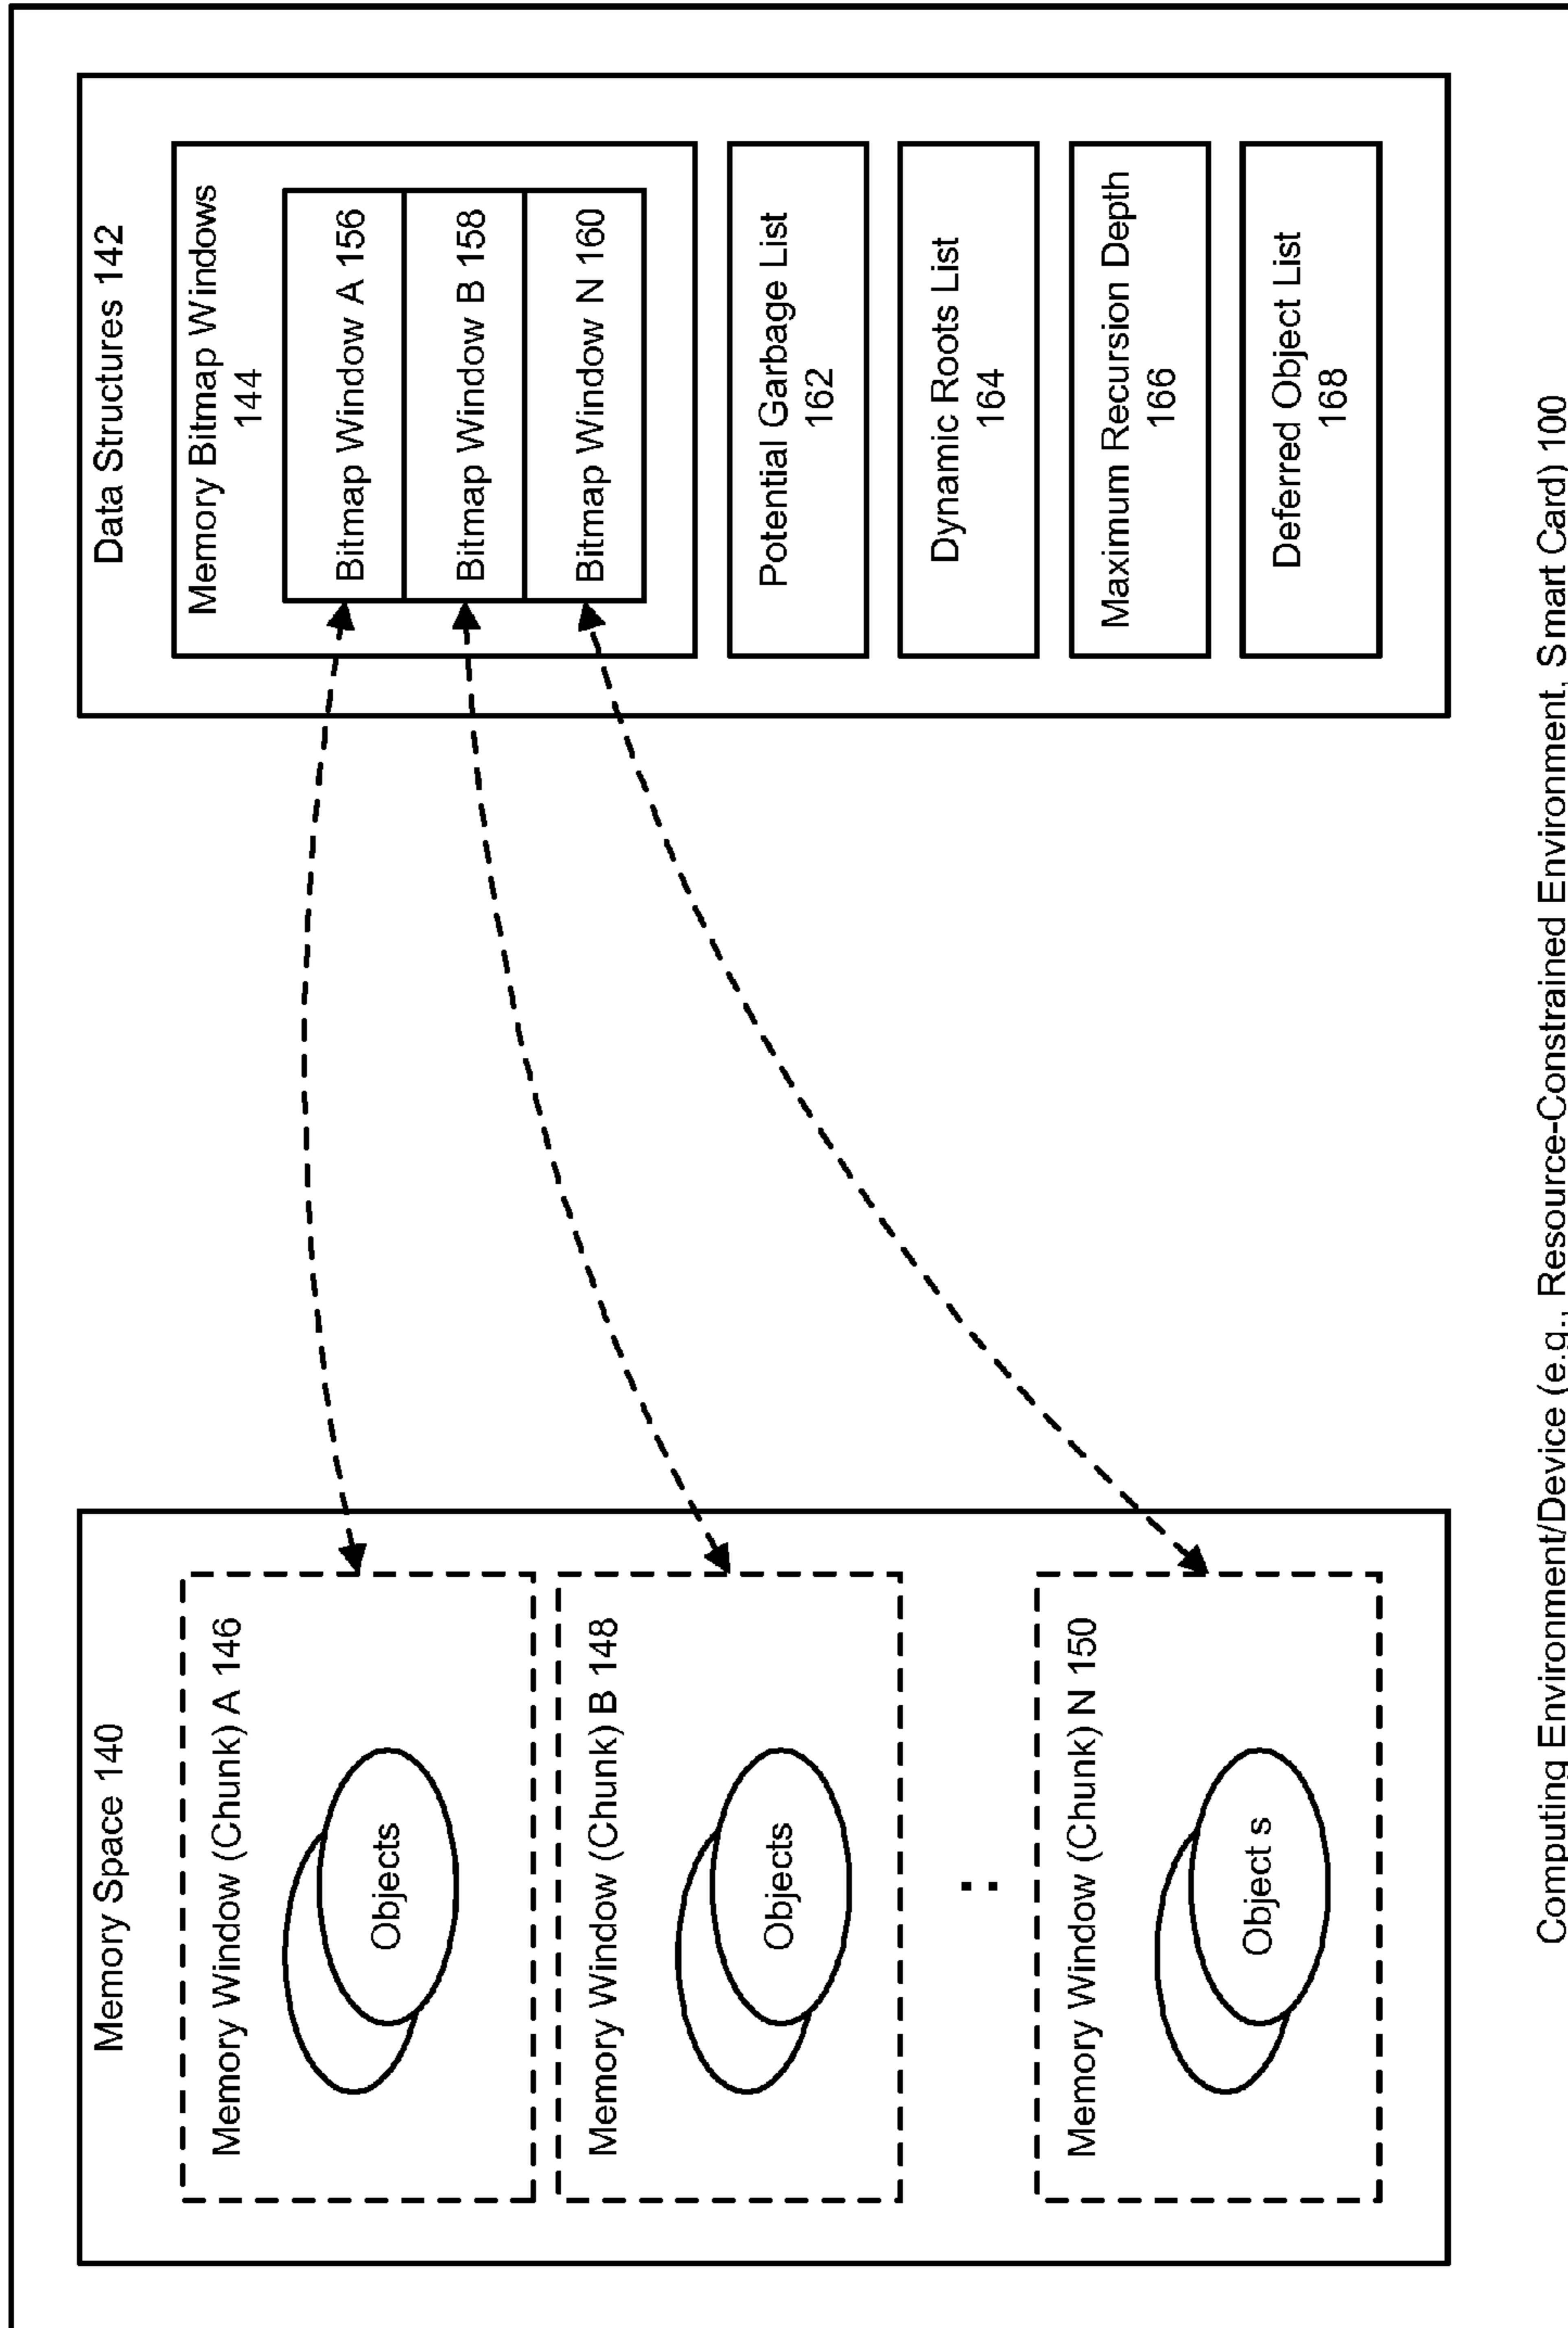 Memory Space 140
Memory Window (Chunk) A 146
Objects
Memory Window (Chunk) B 148
Objects
Memory Window (Chunk) N 150
Object s
Data Structures 142
Memory Bitmap Windows
144
Bitmap Window A 156
Bitmap Window B 158
Bitmap Window N 160
Potential Garbage List
162
Dynamic Roots List
164
Maximum Recursion Depth
166
Deferred Object List
168
Computing Environment/Device (e.g., Resource-Constrained Environment, Smart Card) 100